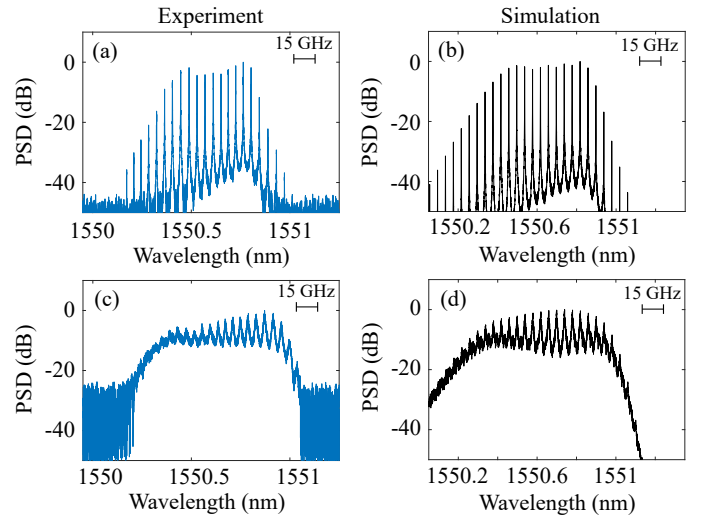 Experiment
Simulation
(a)
15 GHz
0
-20
-40
PSD (dB)
1550
1550.5
1551
Wavelength (nm)
(b)
15 GHz
0
-20
-40
PSD (dB)
1550.2
1550.6
1551
Wavelength (nm)
(c)
15 GHz
0
-20
-40
PSD (dB)
1550
1550.5
1551
Wavelength (nm)
(d)
15 GHz
0
-20
-40
PSD (dB)
1550.2
1550.6
1551
Wavelength (nm)